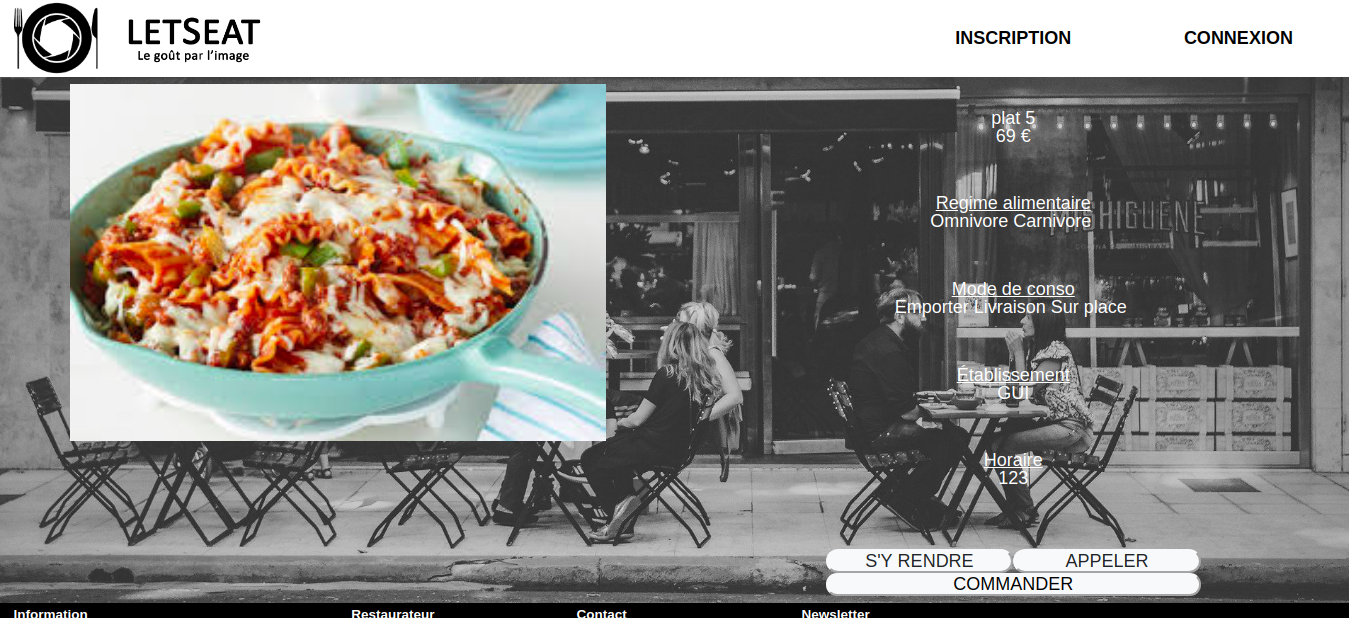 LETSEAT
Le goût par l'image
INSCRIPTION
CONNEXION
plat 5
69 €
Regime alimentaire
Omnivore Carnivore
Mode de conso
Emporter Livraison Sur place
Établissement
GUI
Horaire
123
S'Y RENDRE
APPELER
COMMANDER
Information
Restaurateur
Contact
Newsletter